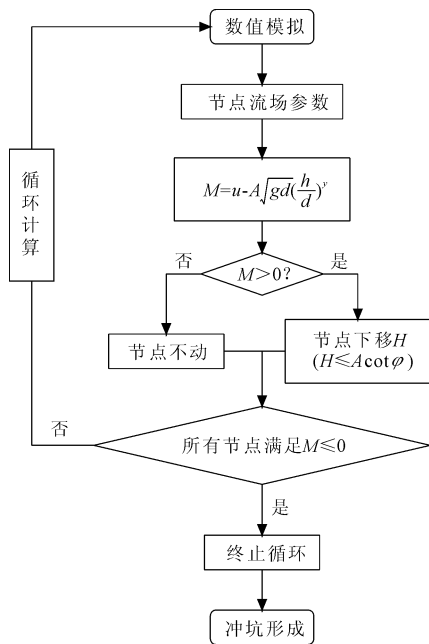 数值模拟
节点流场参数
循环计算
M=u-A√gd(h/d)^y
否
M>0?
是
节点不动
节点下移H
(H≤Acotφ)
否
所有节点满足M≤0
是
终止循环
冲坑形成